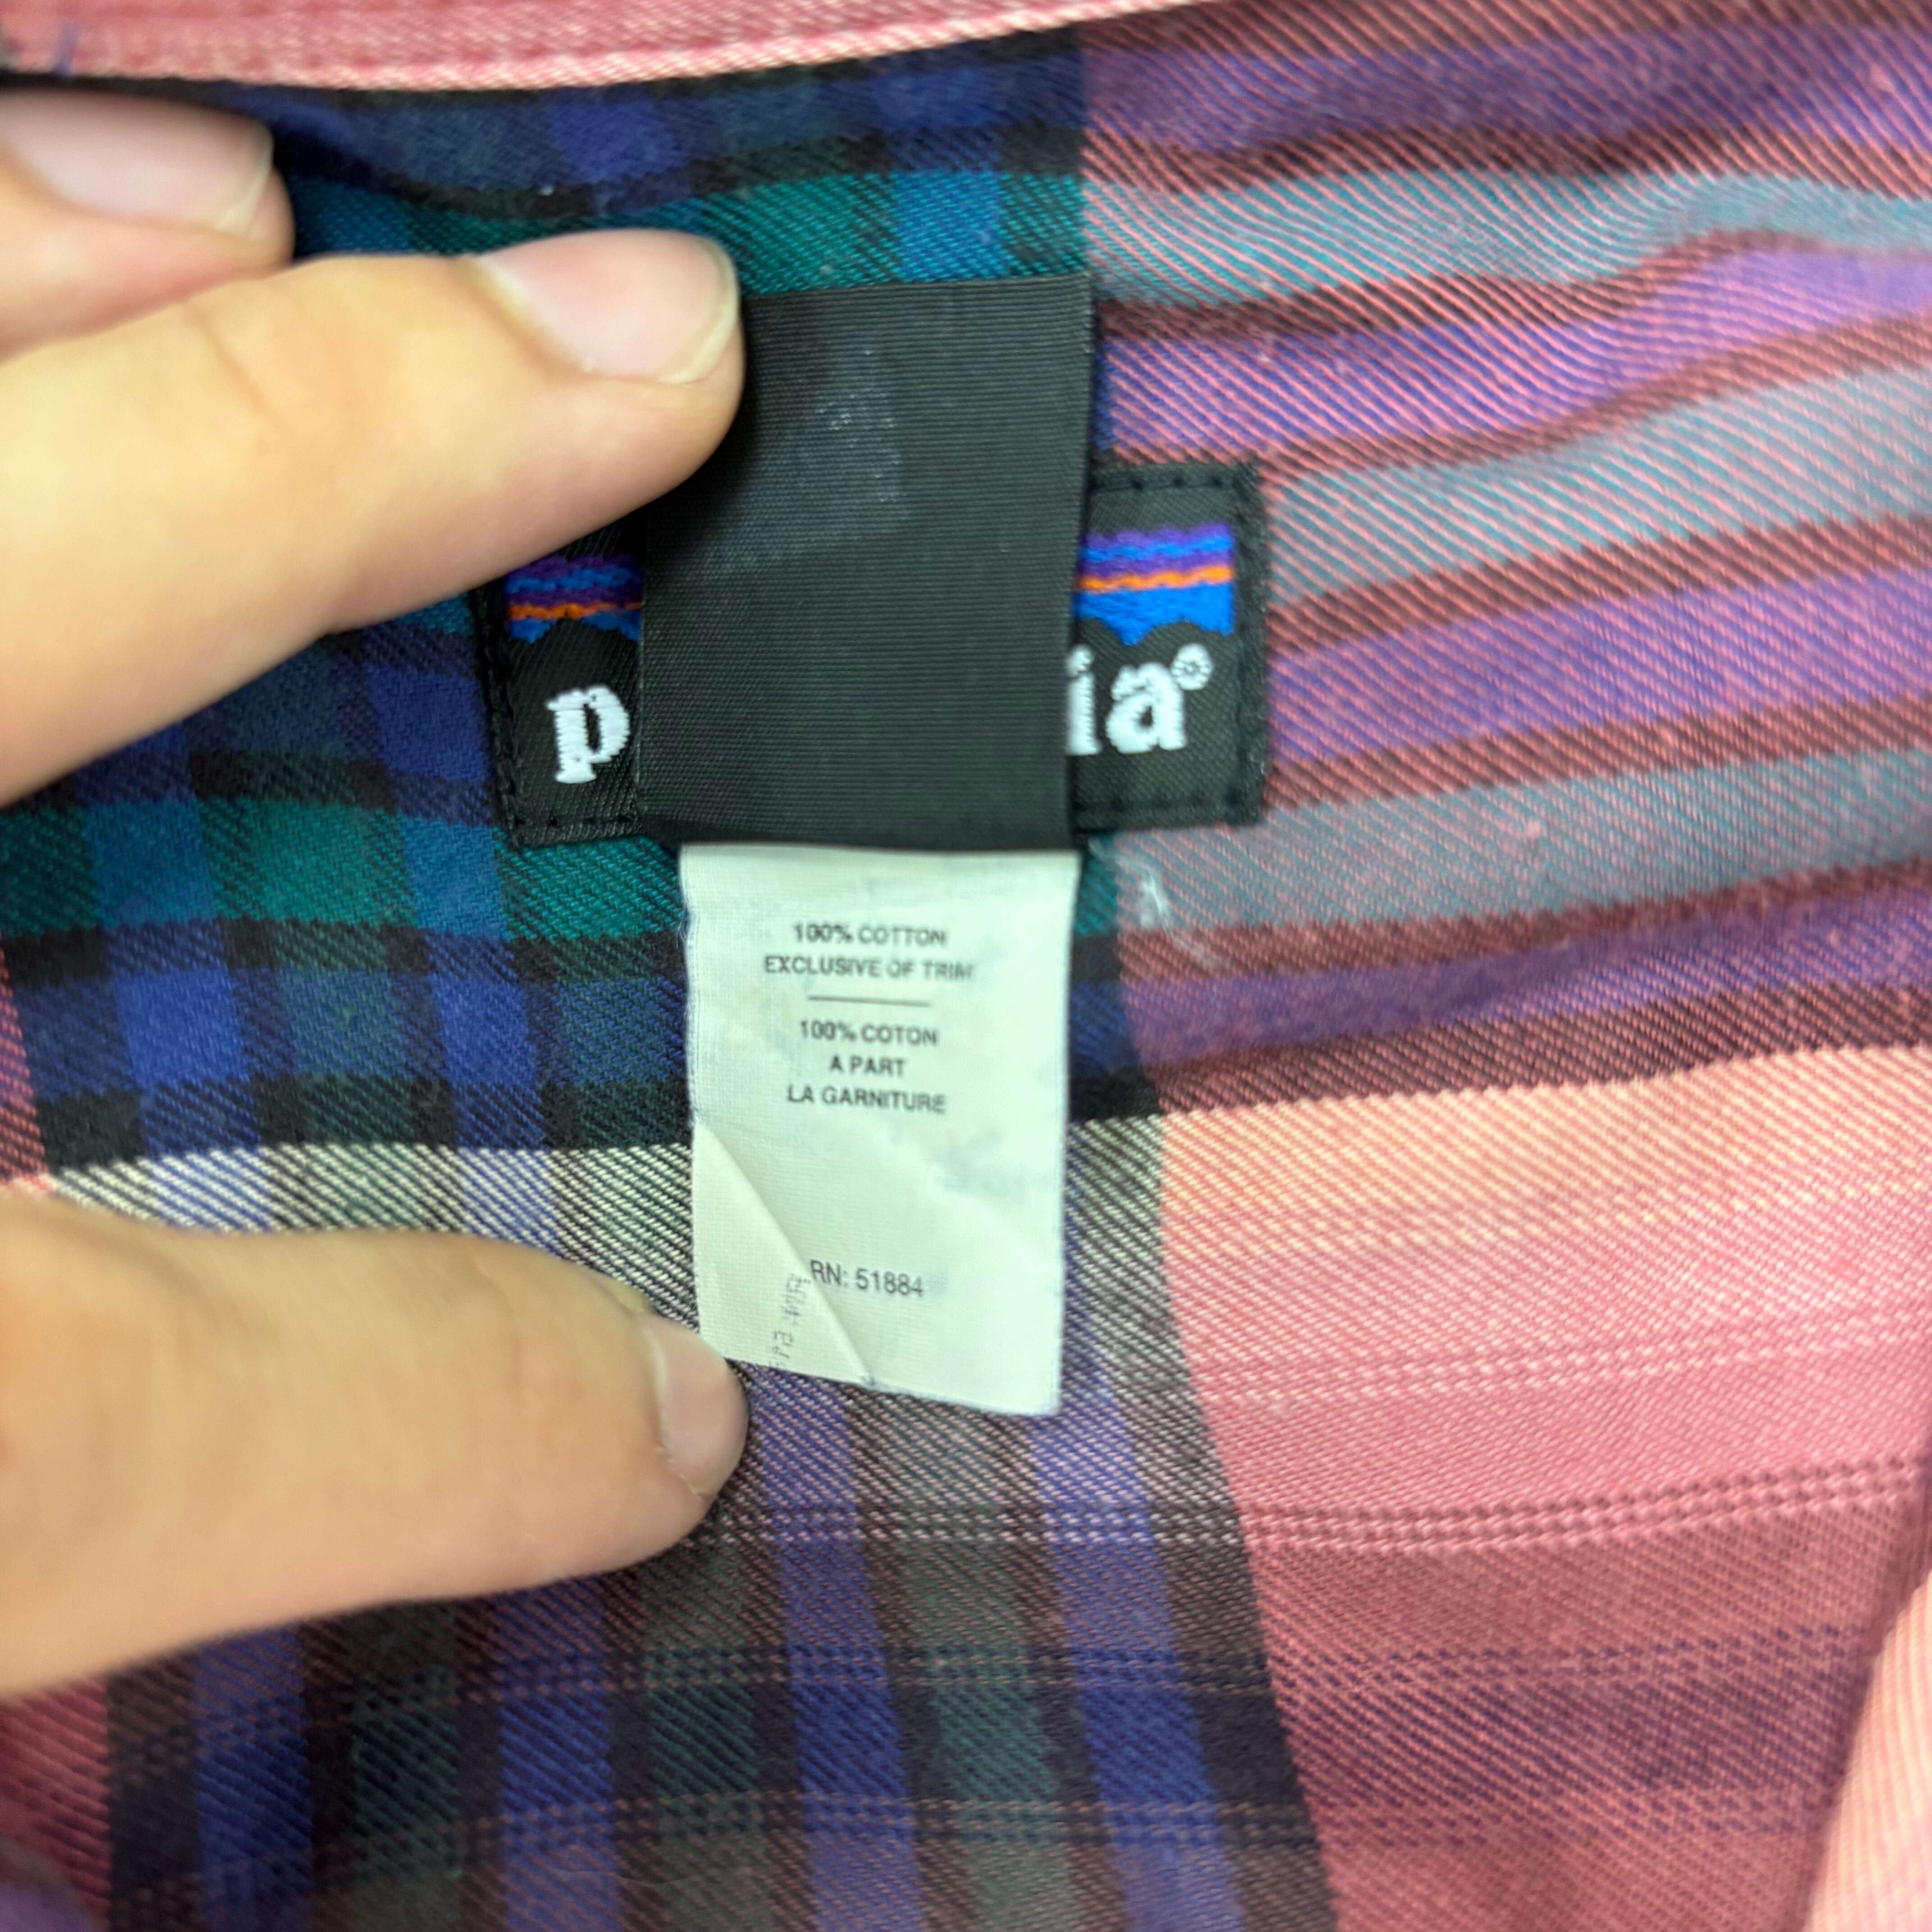 p ia®
100% COTTON
EXCLUSIVE OF TRIM
100% COTON
A PART
LA GARNITURE
RN: 51884